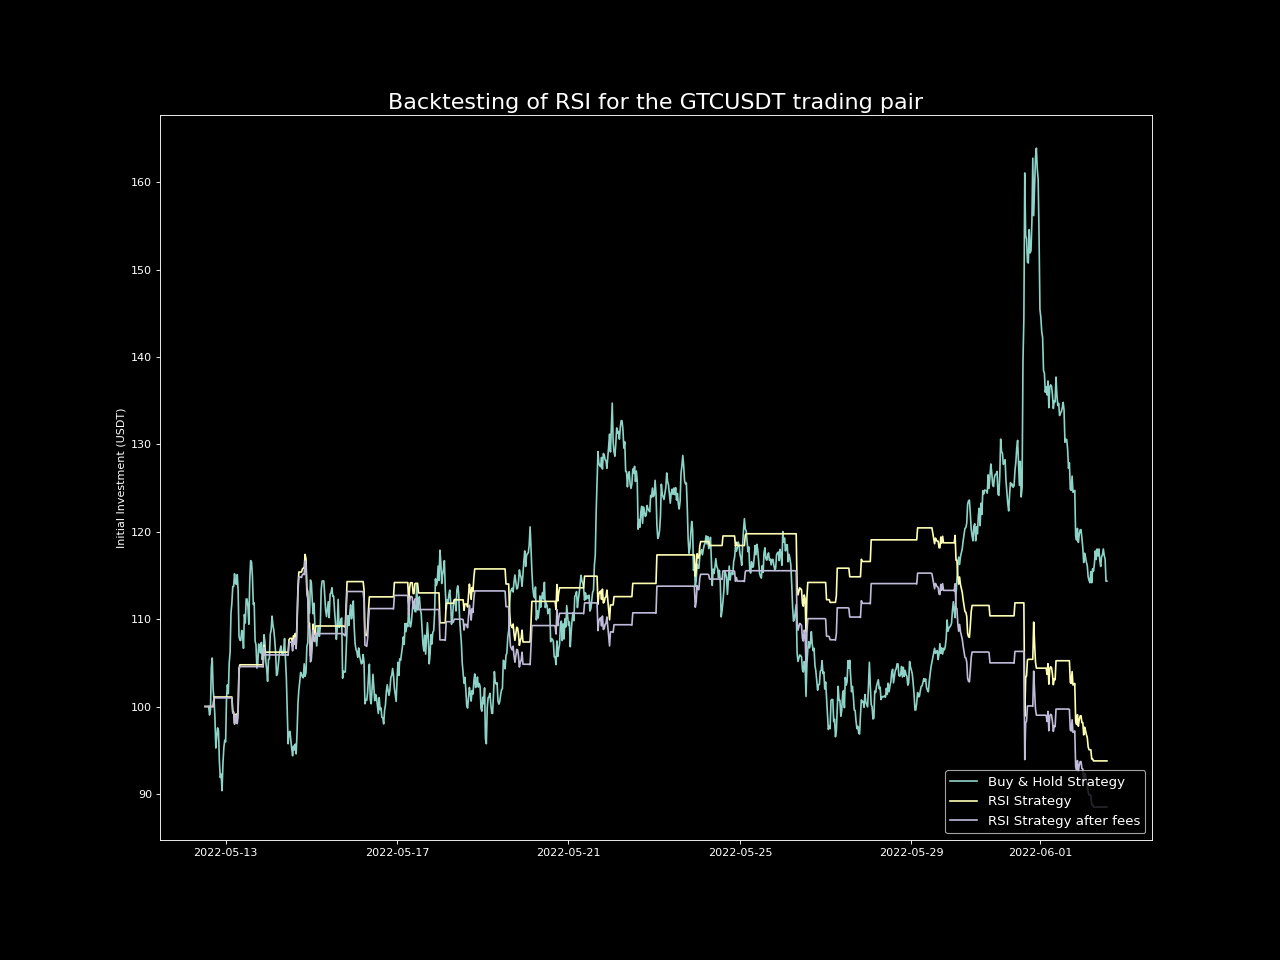 Backtesting of RSI for the GTCUSDT trading pair
Initial Investment (USDT)
160
150
140
130
120
110
100
90
2022-05-13
2022-05-17
2022-05-21
2022-05-25
2022-05-29
2022-06-01
Buy & Hold Strategy
RSI Strategy
RSI Strategy after fees